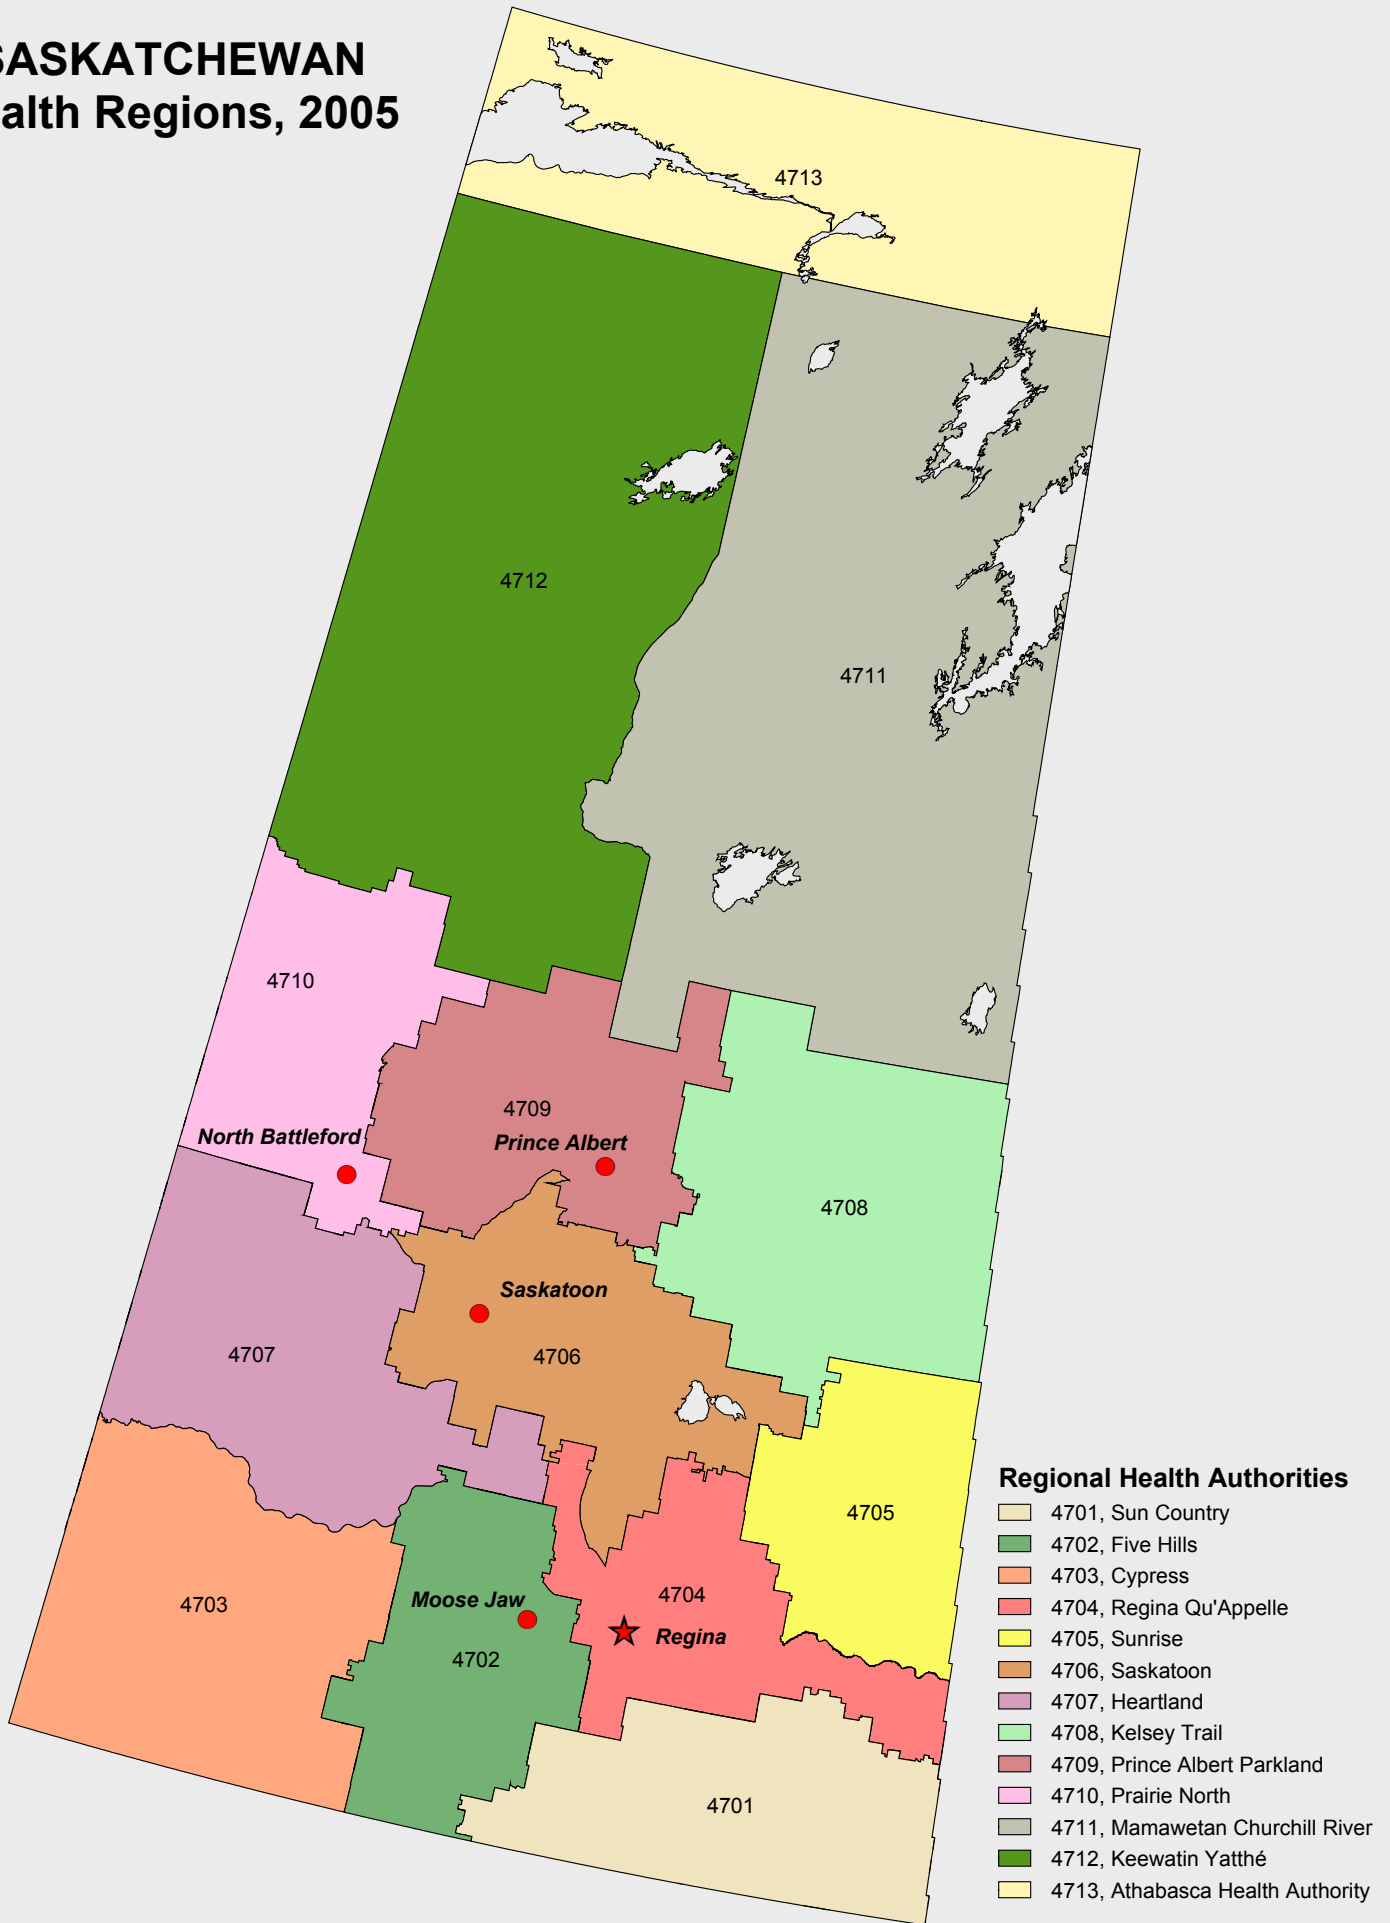 SASKATCHEWAN
alth Regions, 2005
4713
4712
4711
4710
4709
North Battleford
Prince Albert
4708
Saskatoon
4707
4706
Regional Health Authorities
4701, Sun Country
4705
4702, Five Hills
4703, Cypress
4703
Moose Jaw
4704
4704, Regina Qu'Appelle
Regina
4705, Sunrise
4702
4706, Saskatoon
4707, Heartland
4708, Kelsey Trail
4709, Prince Albert Parkland
4710, Prairie North
4701
4711, Mamawetan Churchill River
4712, Keewatin Yatthé
4713, Athabasca Health Authority